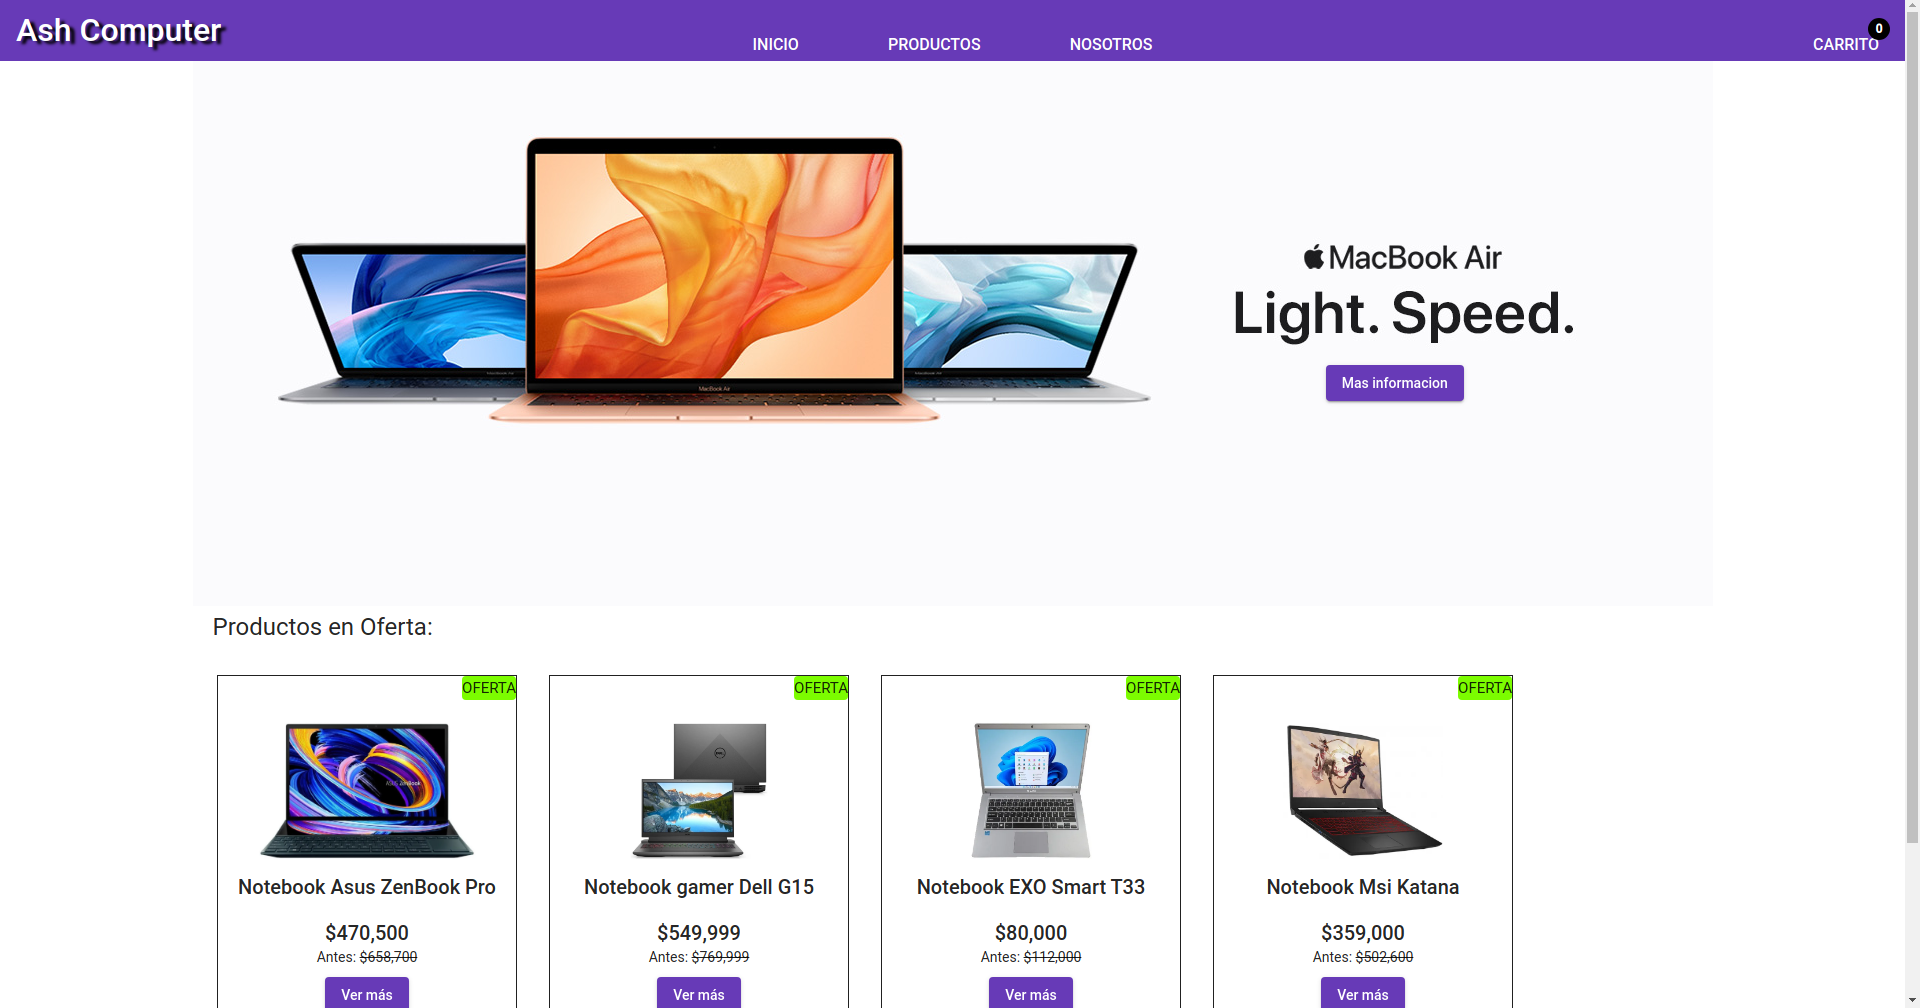 Ash Computer
INICIO
PRODUCTOS
NOSOTROS
CARRITO
0
MacBook Air
MacBook Air
Light. Speed.
Mas informacion
Productos en Oferta:
OFERTA
OFERTA
OFERTA
OFERTA
Notebook Asus ZenBook Pro
Notebook gamer Dell G15
Notebook EXO Smart T33
Notebook Msi Katana
$470,500
$549,999
$80,000
$359,000
Antes: $658,700
Antes: $769,999
Antes: $112,000
Antes: $502,600
Ver más
Ver más
Ver más
Ver más